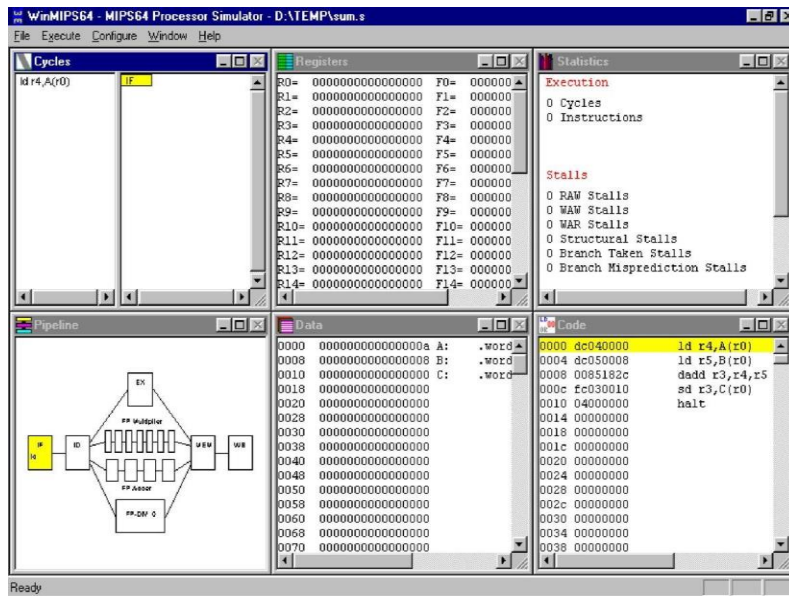 WinMIPS64 - MIPS64 Processor Simulator - D:\TEMP\sum.s
File Execute Configure Window Help
Cycles
ld r4,A(r0)
IF
Registers
R0= 0000000000000000 F0= 000000
R1= 0000000000000000 F1= 000000
R2= 0000000000000000 F2= 000000
R3= 0000000000000000 F3= 000000
R4= 0000000000000000 F4= 000000
R5= 0000000000000000 F5= 000000
R6= 0000000000000000 F6= 000000
R7= 0000000000000000 F7= 000000
R8= 0000000000000000 F8= 000000
R9= 0000000000000000 F9= 000000
R10= 0000000000000000 F10= 000000
R11= 0000000000000000 F11= 000000
R12= 0000000000000000 F12= 000000
R13= 0000000000000000 F13= 000000
R14= 0000000000000000 F14= 000000
Statistics
Execution
0 Cycles
0 Instructions
Stalls
0 RAW Stalls
0 WAW Stalls
0 WAR Stalls
0 Structural Stalls
0 Branch Taken Stalls
0 Branch Misprediction Stalls
Pipeline
EX
FP Multiplier
IF
ld
ID
MEM
WB
FP Adder
FP-DIV 0
Data
0000 000000000000000a A: .word
0008 0000000000000008 B: .word
0010 0000000000000000 C: .word
0018 0000000000000000
0020 0000000000000000
0028 0000000000000000
0030 0000000000000000
0038 0000000000000000
0040 0000000000000000
0048 0000000000000000
0050 0000000000000000
0058 0000000000000000
0060 0000000000000000
0068 0000000000000000
0070 0000000000000000
Code
0000 dc040000 ld r4,A(r0)
0004 dc050008 ld r5,B(r0)
0008 0085182c dadd r3,r4,r5
000c fc030010 sd r3,C(r0)
0010 04000000 halt
0014 00000000
0018 00000000
001c 00000000
0020 00000000
0024 00000000
0028 00000000
002c 00000000
0030 00000000
0034 00000000
0038 00000000
Ready